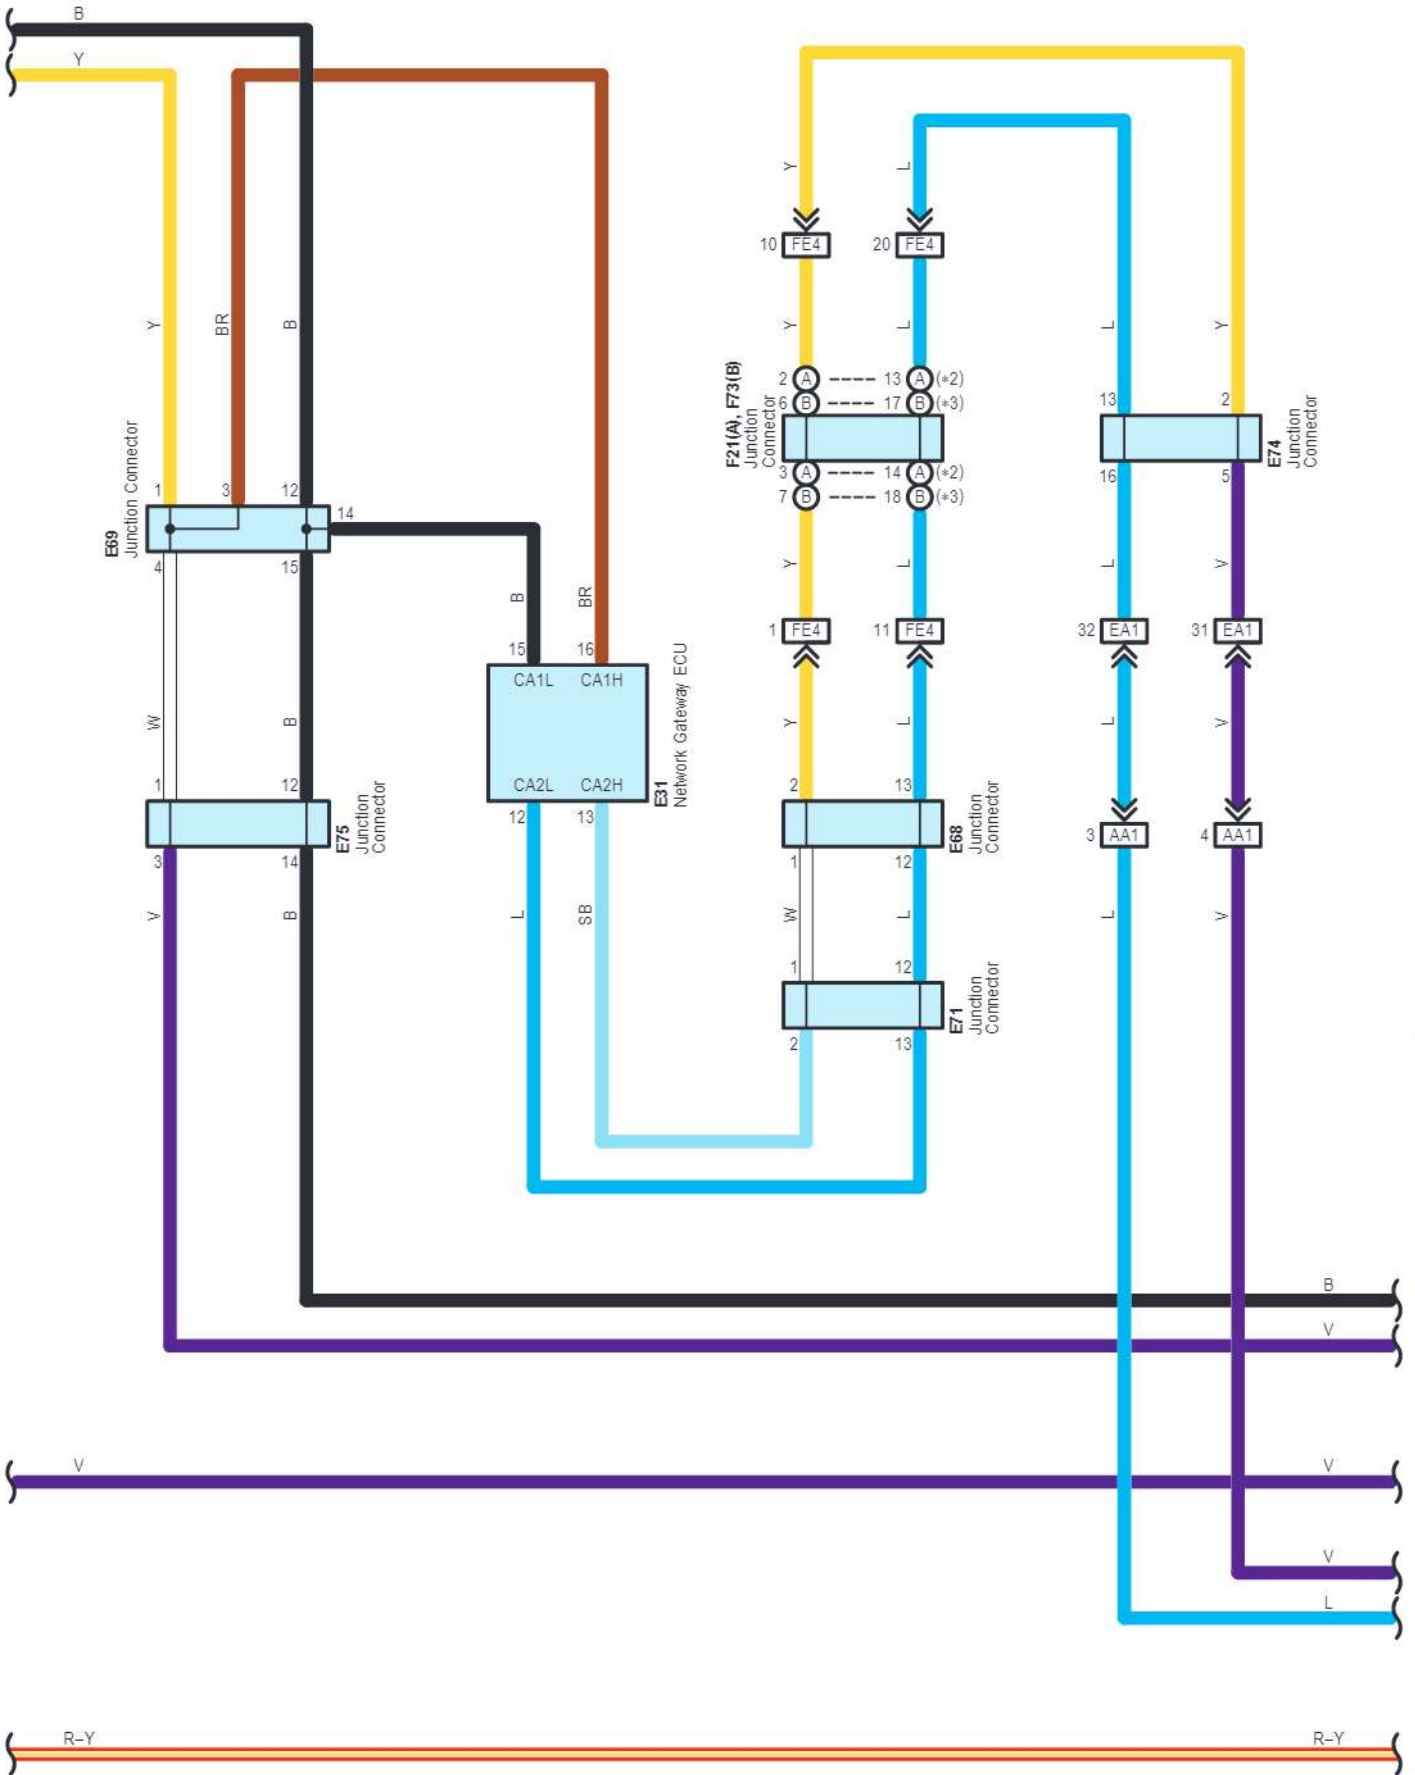 B
Y
Y
L
10 FE4
20 FE4
Y
BR
B
Y
L
L
Y
F21(A), F73(B)
Junction
Connector
2 A ---- 13 A (*2)
6 B ---- 17 B (*3)
13
2
E74
Junction
Connector
3 A ---- 14 A (*2)
7 B ---- 18 B (*3)
16
5
E69
Junction Connector
1
3
12
14
4
15
Y
L
L
V
B
BR
1 FE4
11 FE4
32 EA1
31 EA1
15
16
CA1L
CA1H
CA2L
CA2H
E31
Network Gateway ECU
12
13
W
B
Y
L
L
V
1
12
E75
Junction
Connector
3
14
2
13
E68
Junction
Connector
1
12
3 AA1
4 AA1
V
B
L
SB
W
L
L
V
1
12
E71
Junction
Connector
2
13
B
V
V
V
V
L
R–Y
R–Y